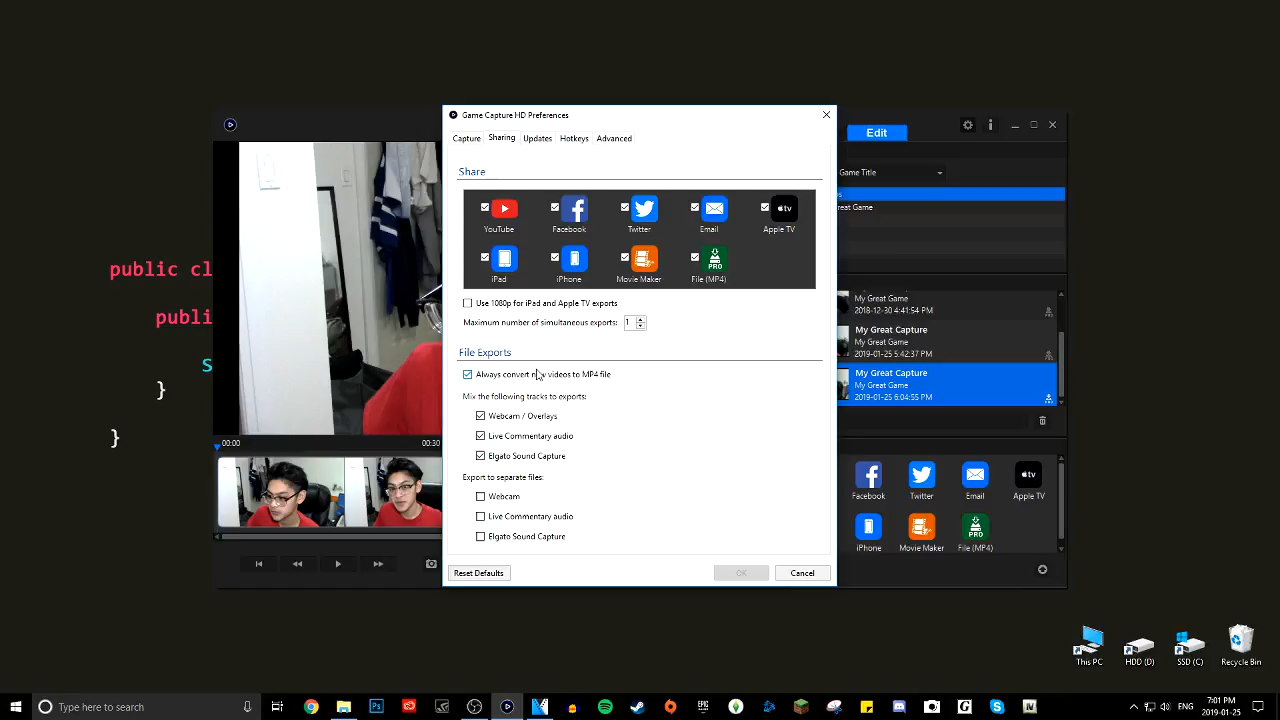 Game Capture HD Preferences
Capture Sharing Updates Hotkeys Advanced
Share
YouTube Facebook Twitter Email Apple TV
iPad iPhone Movie Maker File (MP4)
PRO
Use 1080p for iPad and Apple TV exports
Maximum number of simultaneous exports: 1
File Exports
Always convert new videos to MP4 file
Mix the following tracks to exports:
Webcam / Overlays
Live Commentary audio
Elgato Sound Capture
Export to separate files:
Webcam
Live Commentary audio
Elgato Sound Capture
Reset Defaults OK Cancel
Edit
Game Title
eat Game
My Great Game
2018-12-30 4:41:54 PM
My Great Capture
My Great Game
2019-01-25 5:42:37 PM
My Great Capture
My Great Game
2019-01-25 6:04:55 PM
Facebook Twitter Email Apple TV
iPhone Movie Maker File (MP4)
PRO
00:00 00:30
public cl
publi
S
}
}
This PC HDD (D) SSD (C) Recycle Bin
Type here to search
EPIC
ENG
7:01 PM
2019-01-25